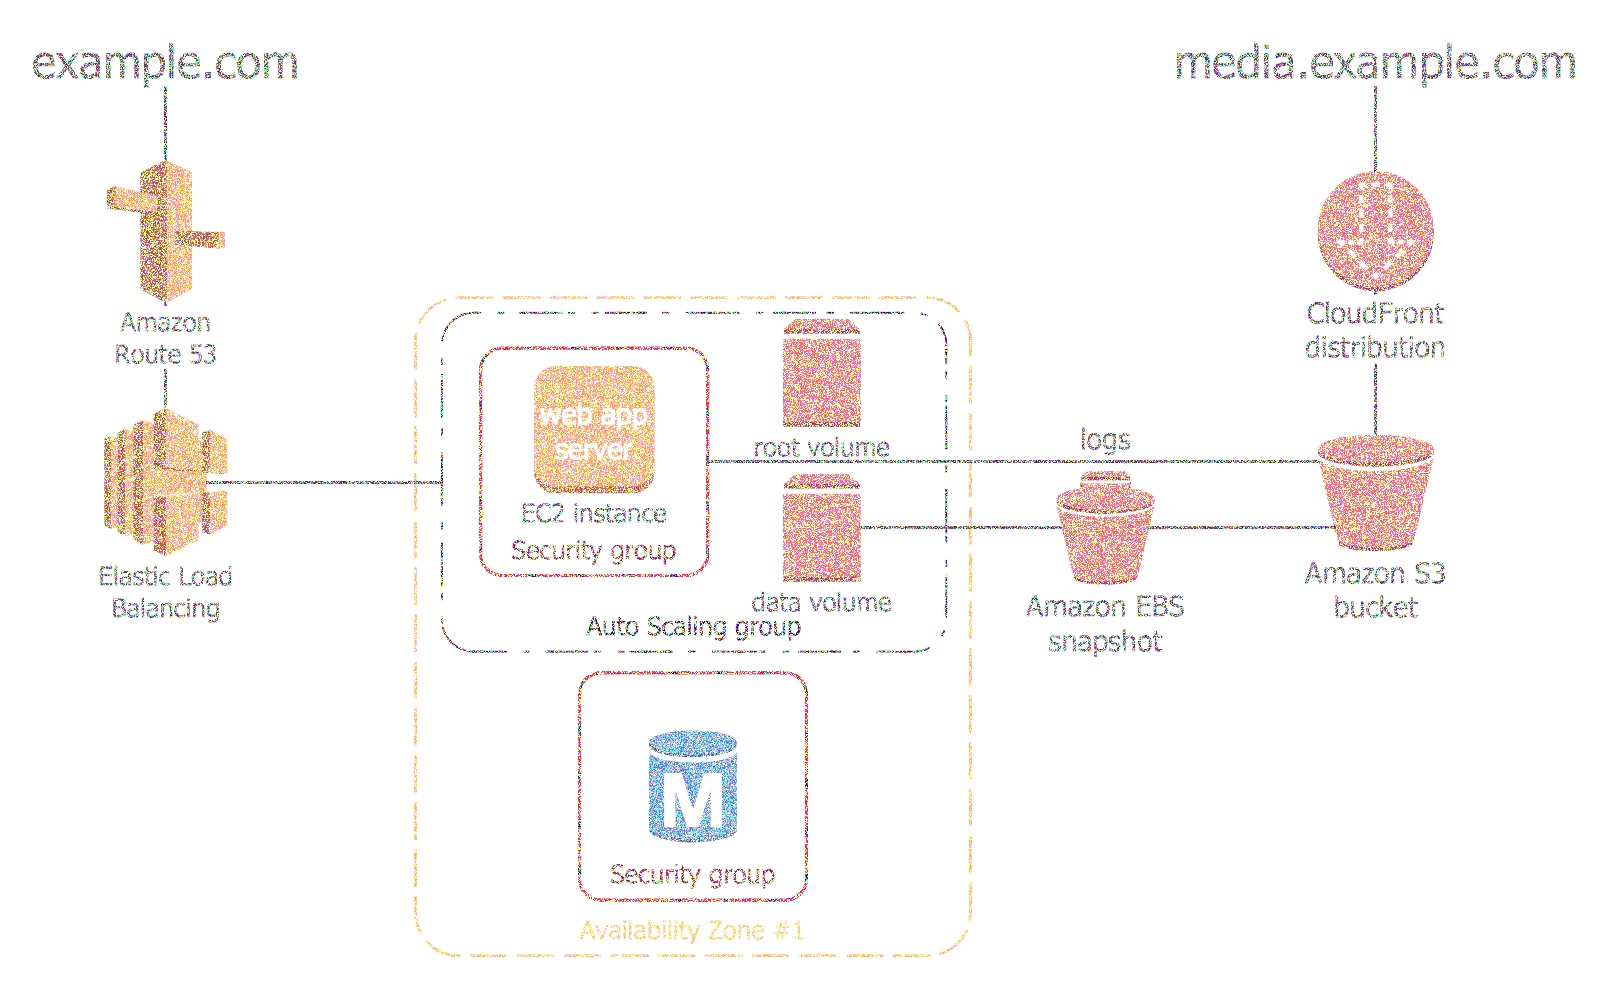 example.com
media.example.com
Amazon
Route 53
CloudFront
distribution
web app
server
root volume
logs
EC2 instance
Security group
Elastic Load
Balancing
data volume
Auto Scaling group
Amazon EBS
snapshot
Amazon S3
bucket
M
Security group
Availability Zone #1